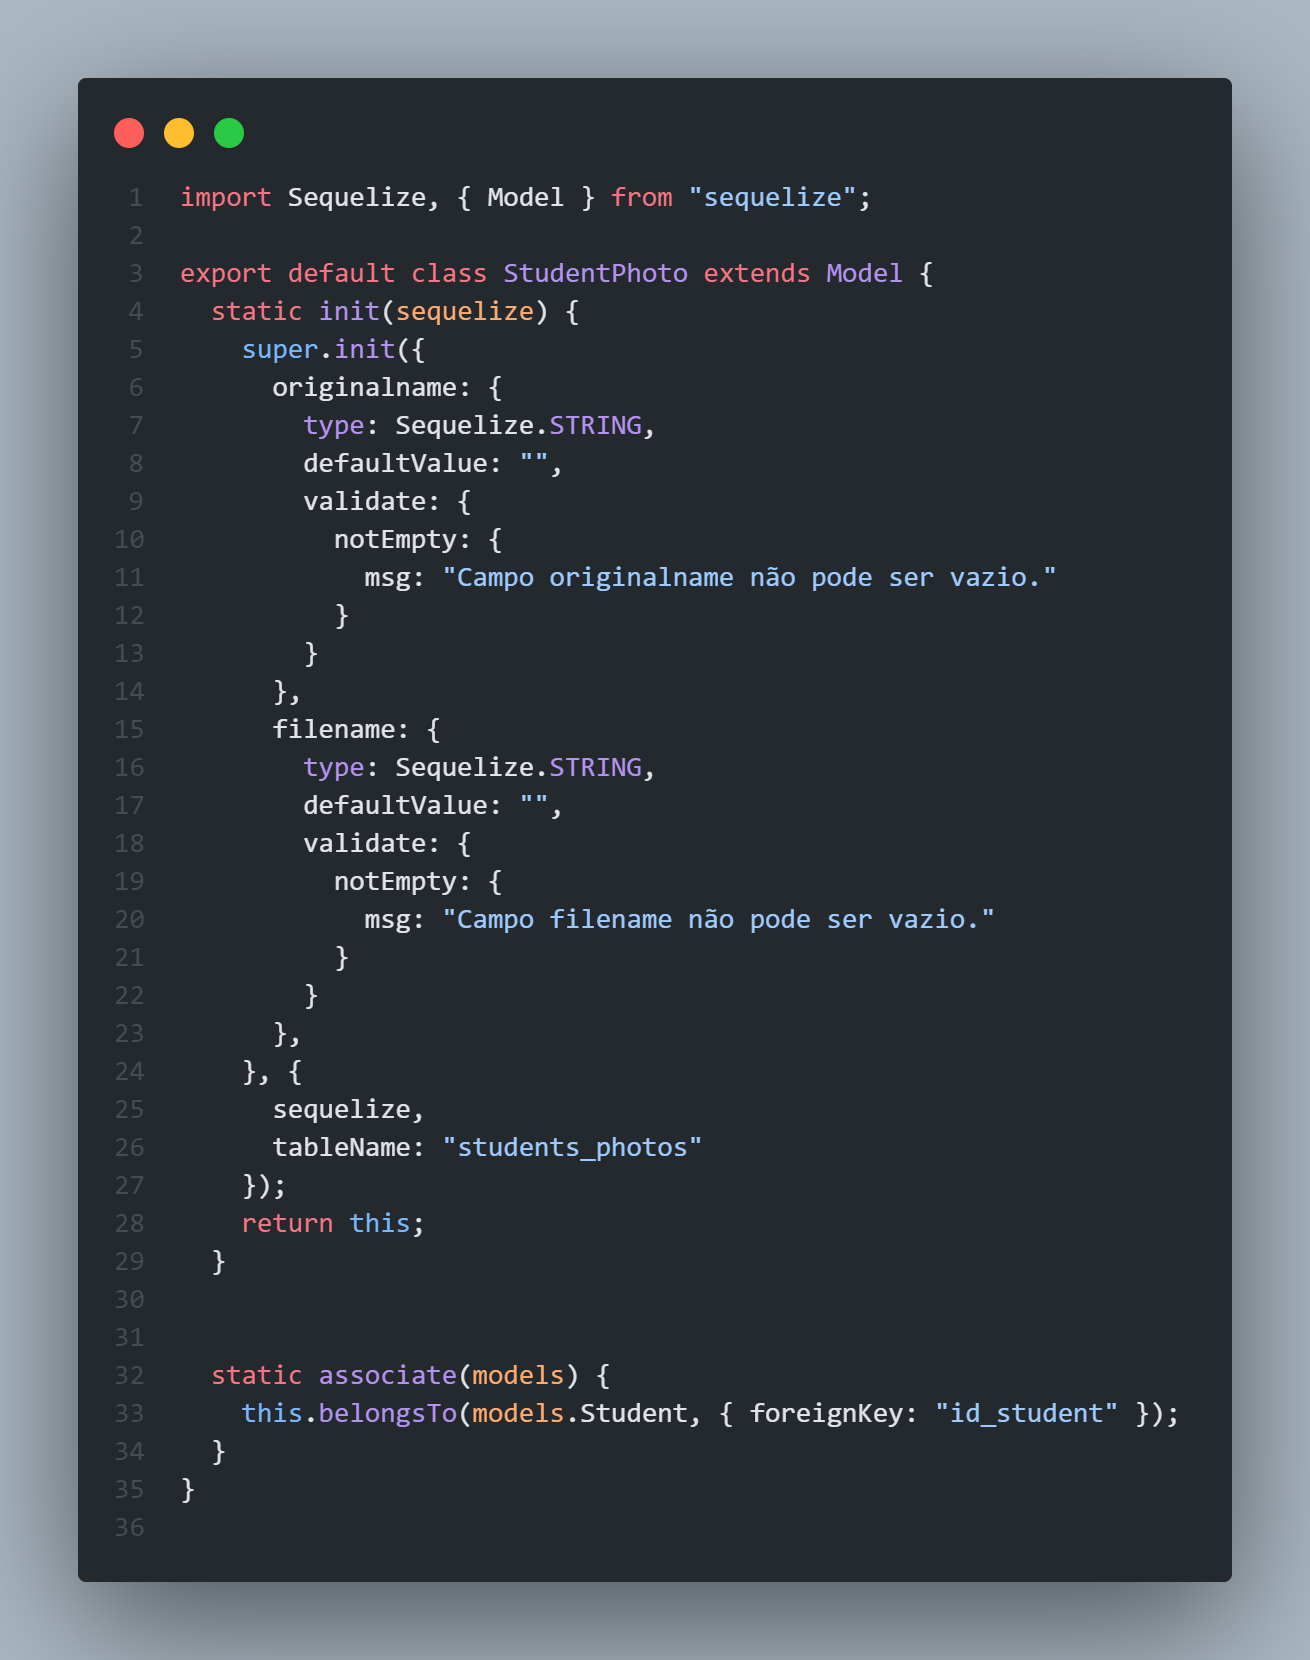 1 import Sequelize, { Model } from "sequelize";
2
3 export default class StudentPhoto extends Model {
4   static init(sequelize) {
5     super.init({
6       originalname: {
7         type: Sequelize.STRING,
8         defaultValue: "",
9         validate: {
10           notEmpty: {
11             msg: "Campo originalname não pode ser vazio."
12           }
13         }
14       },
15       filename: {
16         type: Sequelize.STRING,
17         defaultValue: "",
18         validate: {
19           notEmpty: {
20             msg: "Campo filename não pode ser vazio."
21           }
22         }
23       },
24     }, {
25       sequelize,
26       tableName: "students_photos"
27     });
28     return this;
29   }
30
31
32   static associate(models) {
33     this.belongsTo(models.Student, { foreignKey: "id_student" });
34   }
35 }
36